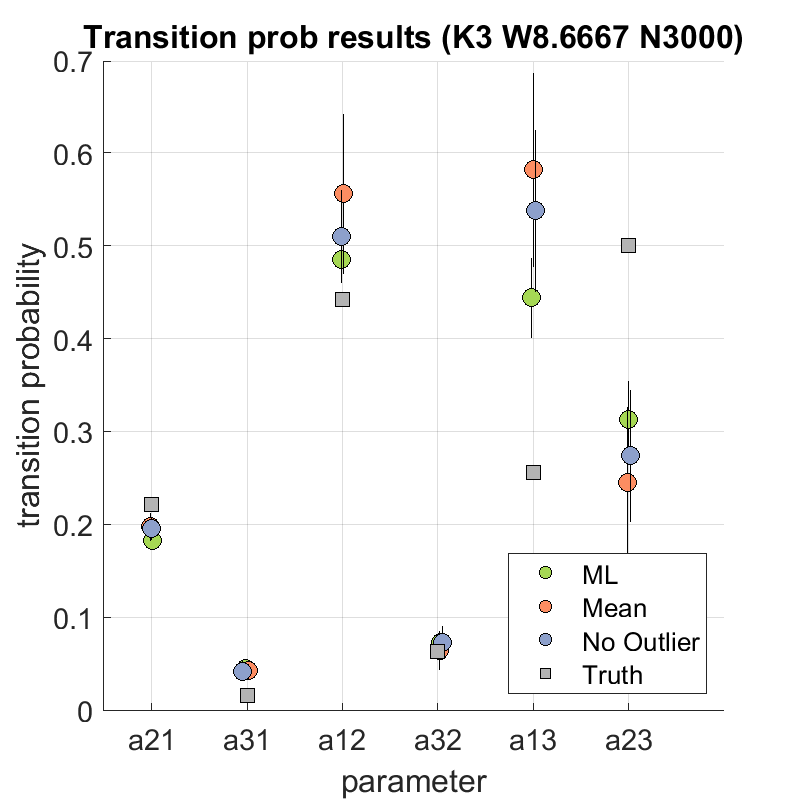 Transition prob results (K3 W8.6667 N3000)
0.7
0.6
0.5
0.4
0.3
0.2
0.1
0
transition probability
a21 a31 a12 a32 a13 a23
parameter
ML
Mean
No Outlier
Truth